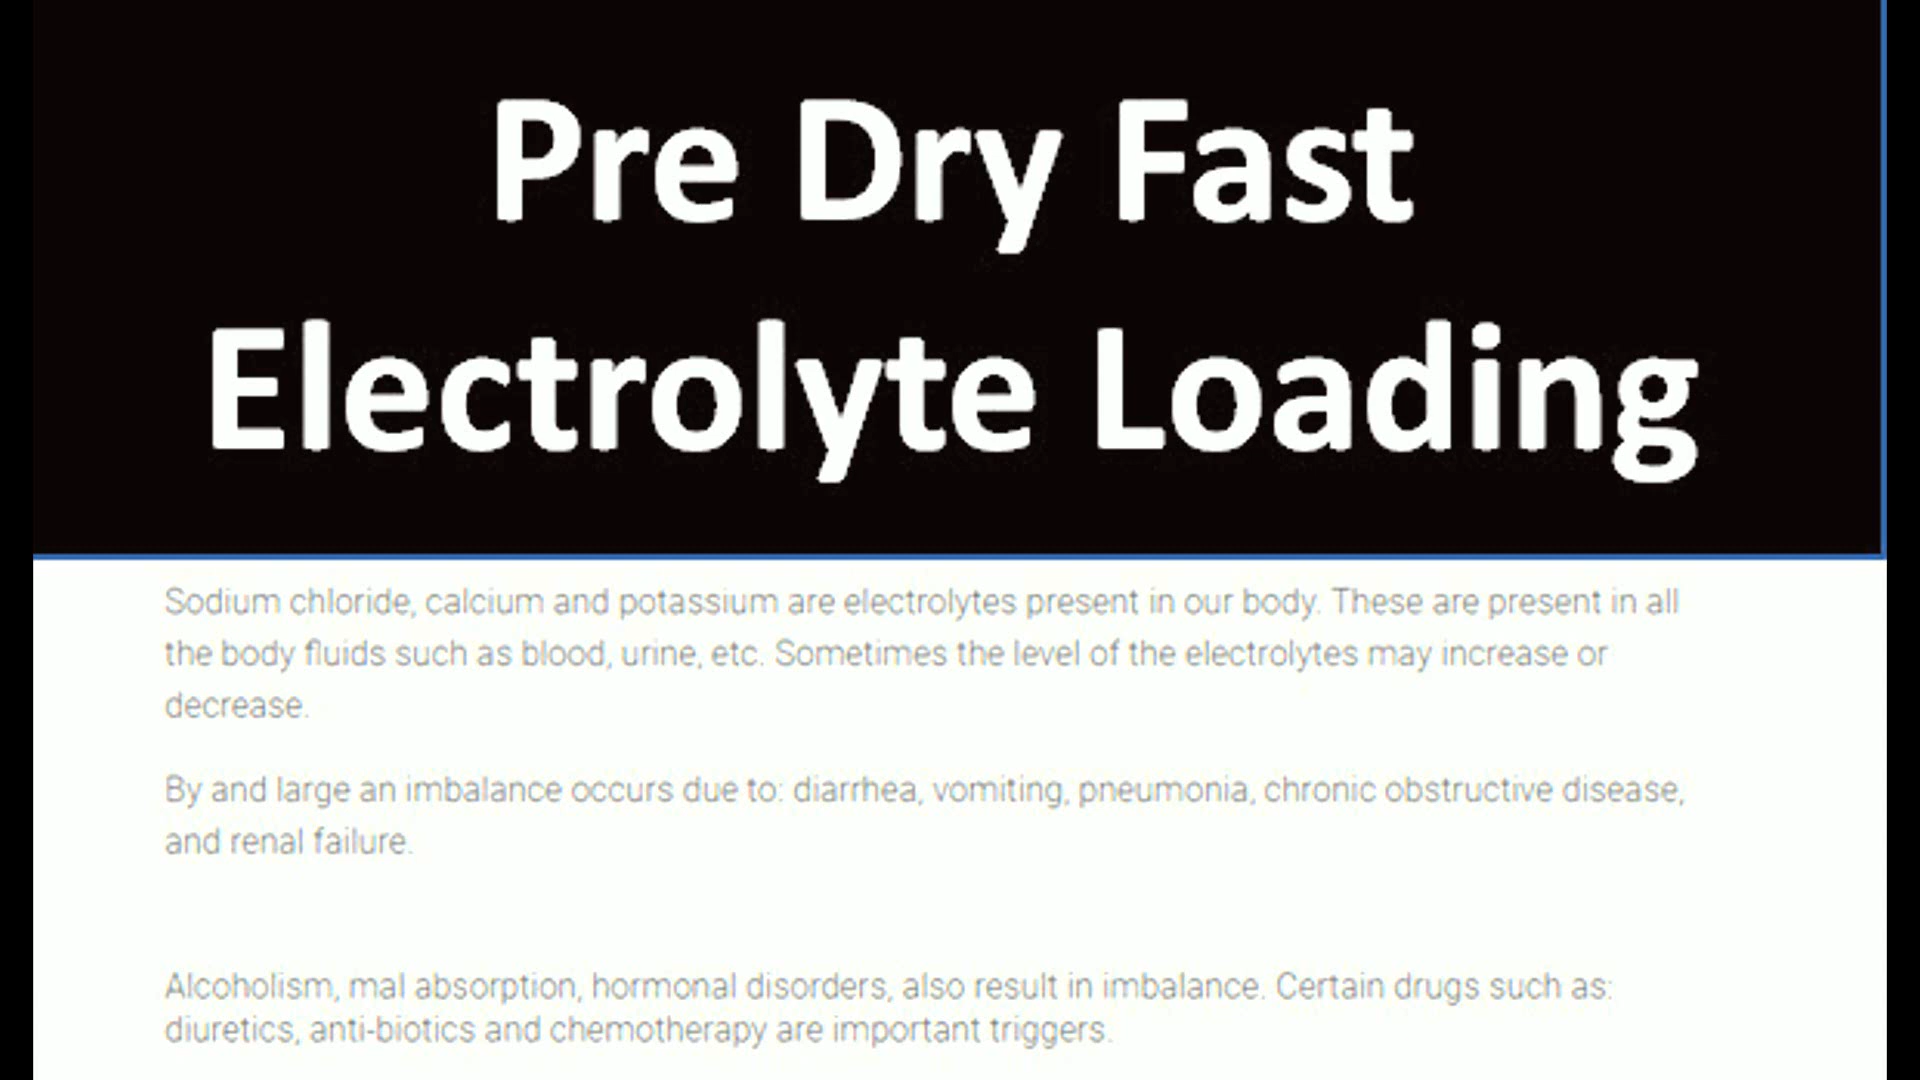 Pre Dry Fast
Electrolyte Loading
Sodium chloride, calcium and potassium are electrolytes present in our body. These are present in all
the body fluids such as blood, urine, etc. Sometimes the level of the electrolytes may increase or
decrease.
By and large an imbalance occurs due to: diarrhea, vomiting, pneumonia, chronic obstructive disease,
and renal failure.
Alcoholism, mal absorption, hormonal disorders, also result in imbalance. Certain drugs such as:
diuretics, anti-biotics and chemotherapy are important triggers.